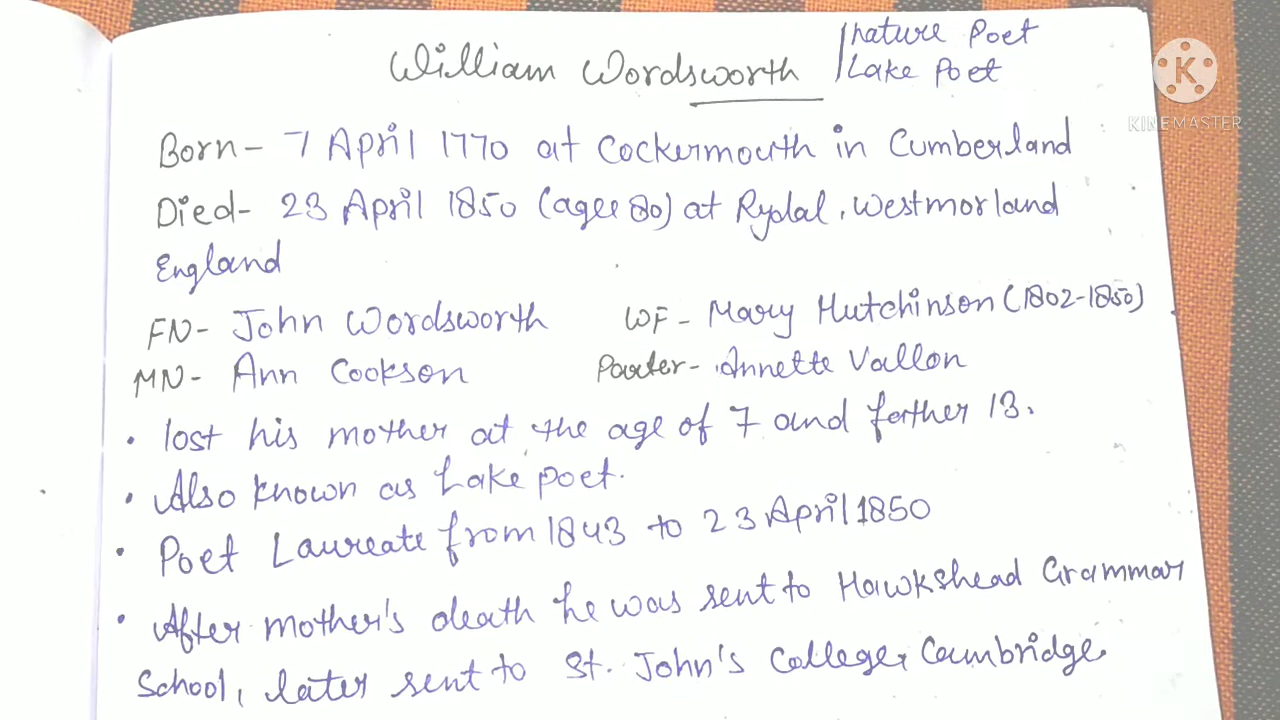 William Wordsworth
nature Poet
Lake Poet
KINEMASTER
Born- 7 April 1770 at Cockermouth in Cumberland
Died- 23 April 1850 (age 80) at Rydal, Westmorland
England
FN- John Wordsworth
WF- Mary Hutchinson (1802-1850)
MN- Ann Cookson
Annette Vallon
• lost his mother at the age of 7 and father 13.
• Also known as Lake poet.
• Poet Laureate from 1843 to 23 April 1850
• After mother's death he was sent to Hawkshead Grammar
School, later sent to St. John's College, Cambridge.